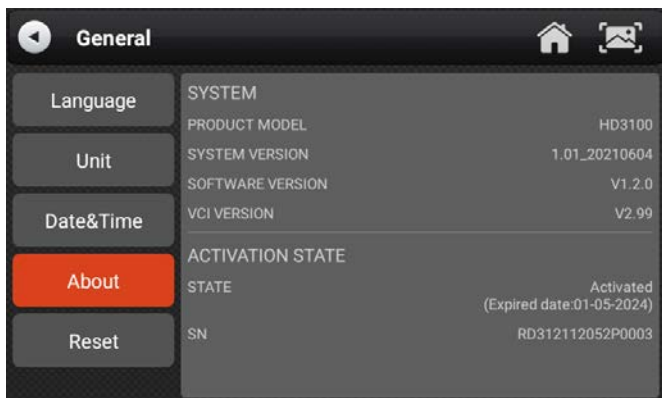 General
Language
Unit
Date&Time
About
Reset
SYSTEM
PRODUCT MODEL HD3100
SYSTEM VERSION 1.01_20210604
SOFTWARE VERSION V1.2.0
VCI VERSION V2.99
ACTIVATION STATE
STATE Activated
(Expired date:01-05-2024)
SN RD312112052P0003